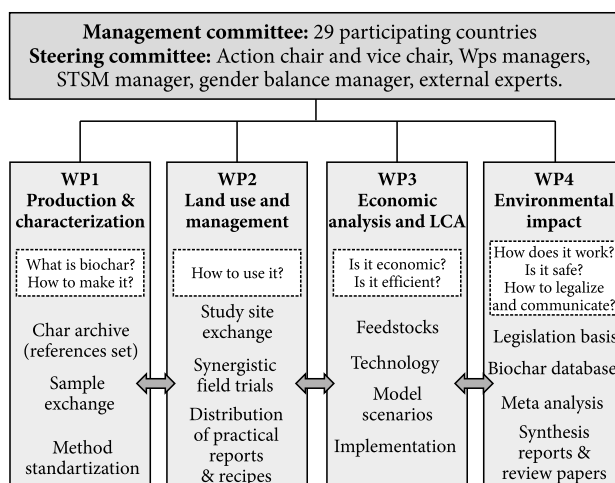 Management committee: 29 participating countries
Steering committee: Action chair and vice chair, Wps managers,
STSM manager, gender balance manager, external experts.
WP1
Production &
characterization
What is biochar?
How to make it?
Char archive
(references set)
Sample
exchange
Method
standartization
WP2
Land use and
management
How to use it?
Study site
exchange
Synergistic
field trials
Distribution
of practical
reports
& recipes
WP3
Economic
analysis and LCA
Is it economic?
Is it efficient?
Feedstocks
Technology
Model
scenarios
Implementation
WP4
Environmental
impact
How does it work?
Is it safe?
How to legalize
and communicate?
Legislation basis
Biochar database
Meta analysis
Synthesis
reports &
review papers